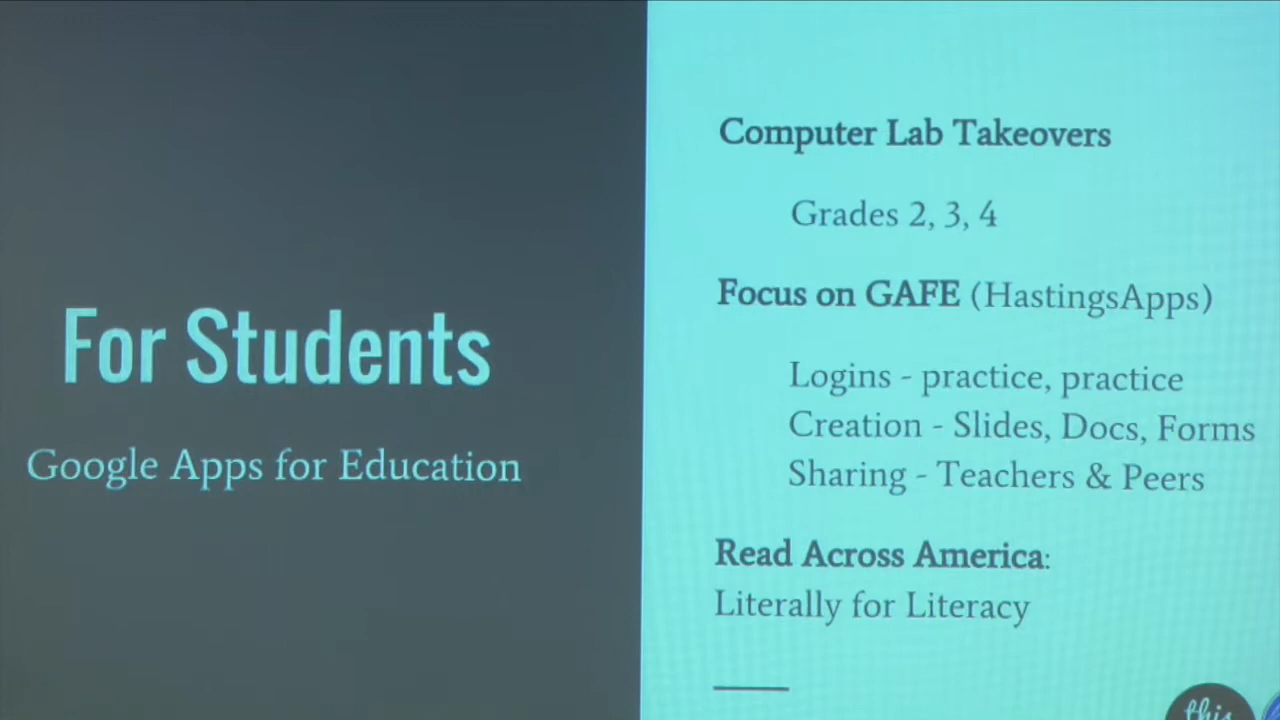 For Students
Google Apps for Education
Computer Lab Takeovers
Grades 2, 3, 4
Focus on GAFE (HastingsApps)
Logins - practice, practice
Creation - Slides, Docs, Forms
Sharing - Teachers & Peers
Read Across America:
Literally for Literacy
this